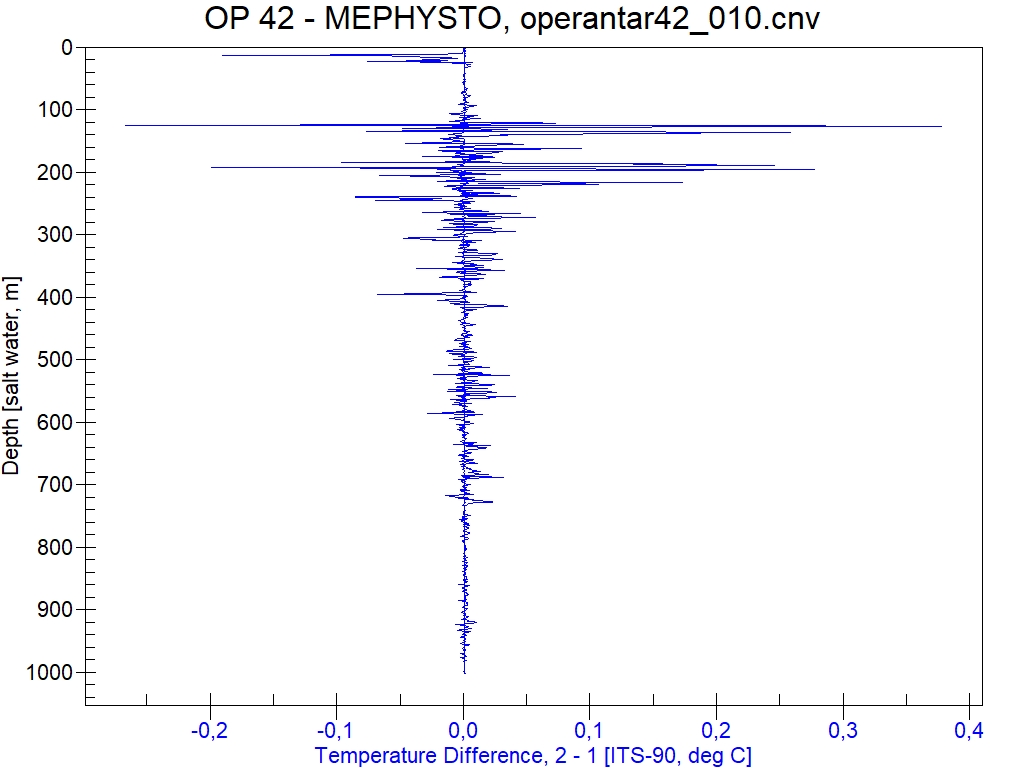 OP 42 - MEPHYSTO, operantar42_010.cnv
0
100
200
300
400
500
600
700
800
900
1000
Depth [salt water, m]
-0,2 -0,1 0,0 0,1 0,2 0,3 0,4
Temperature Difference, 2 - 1 [ITS-90, deg C]